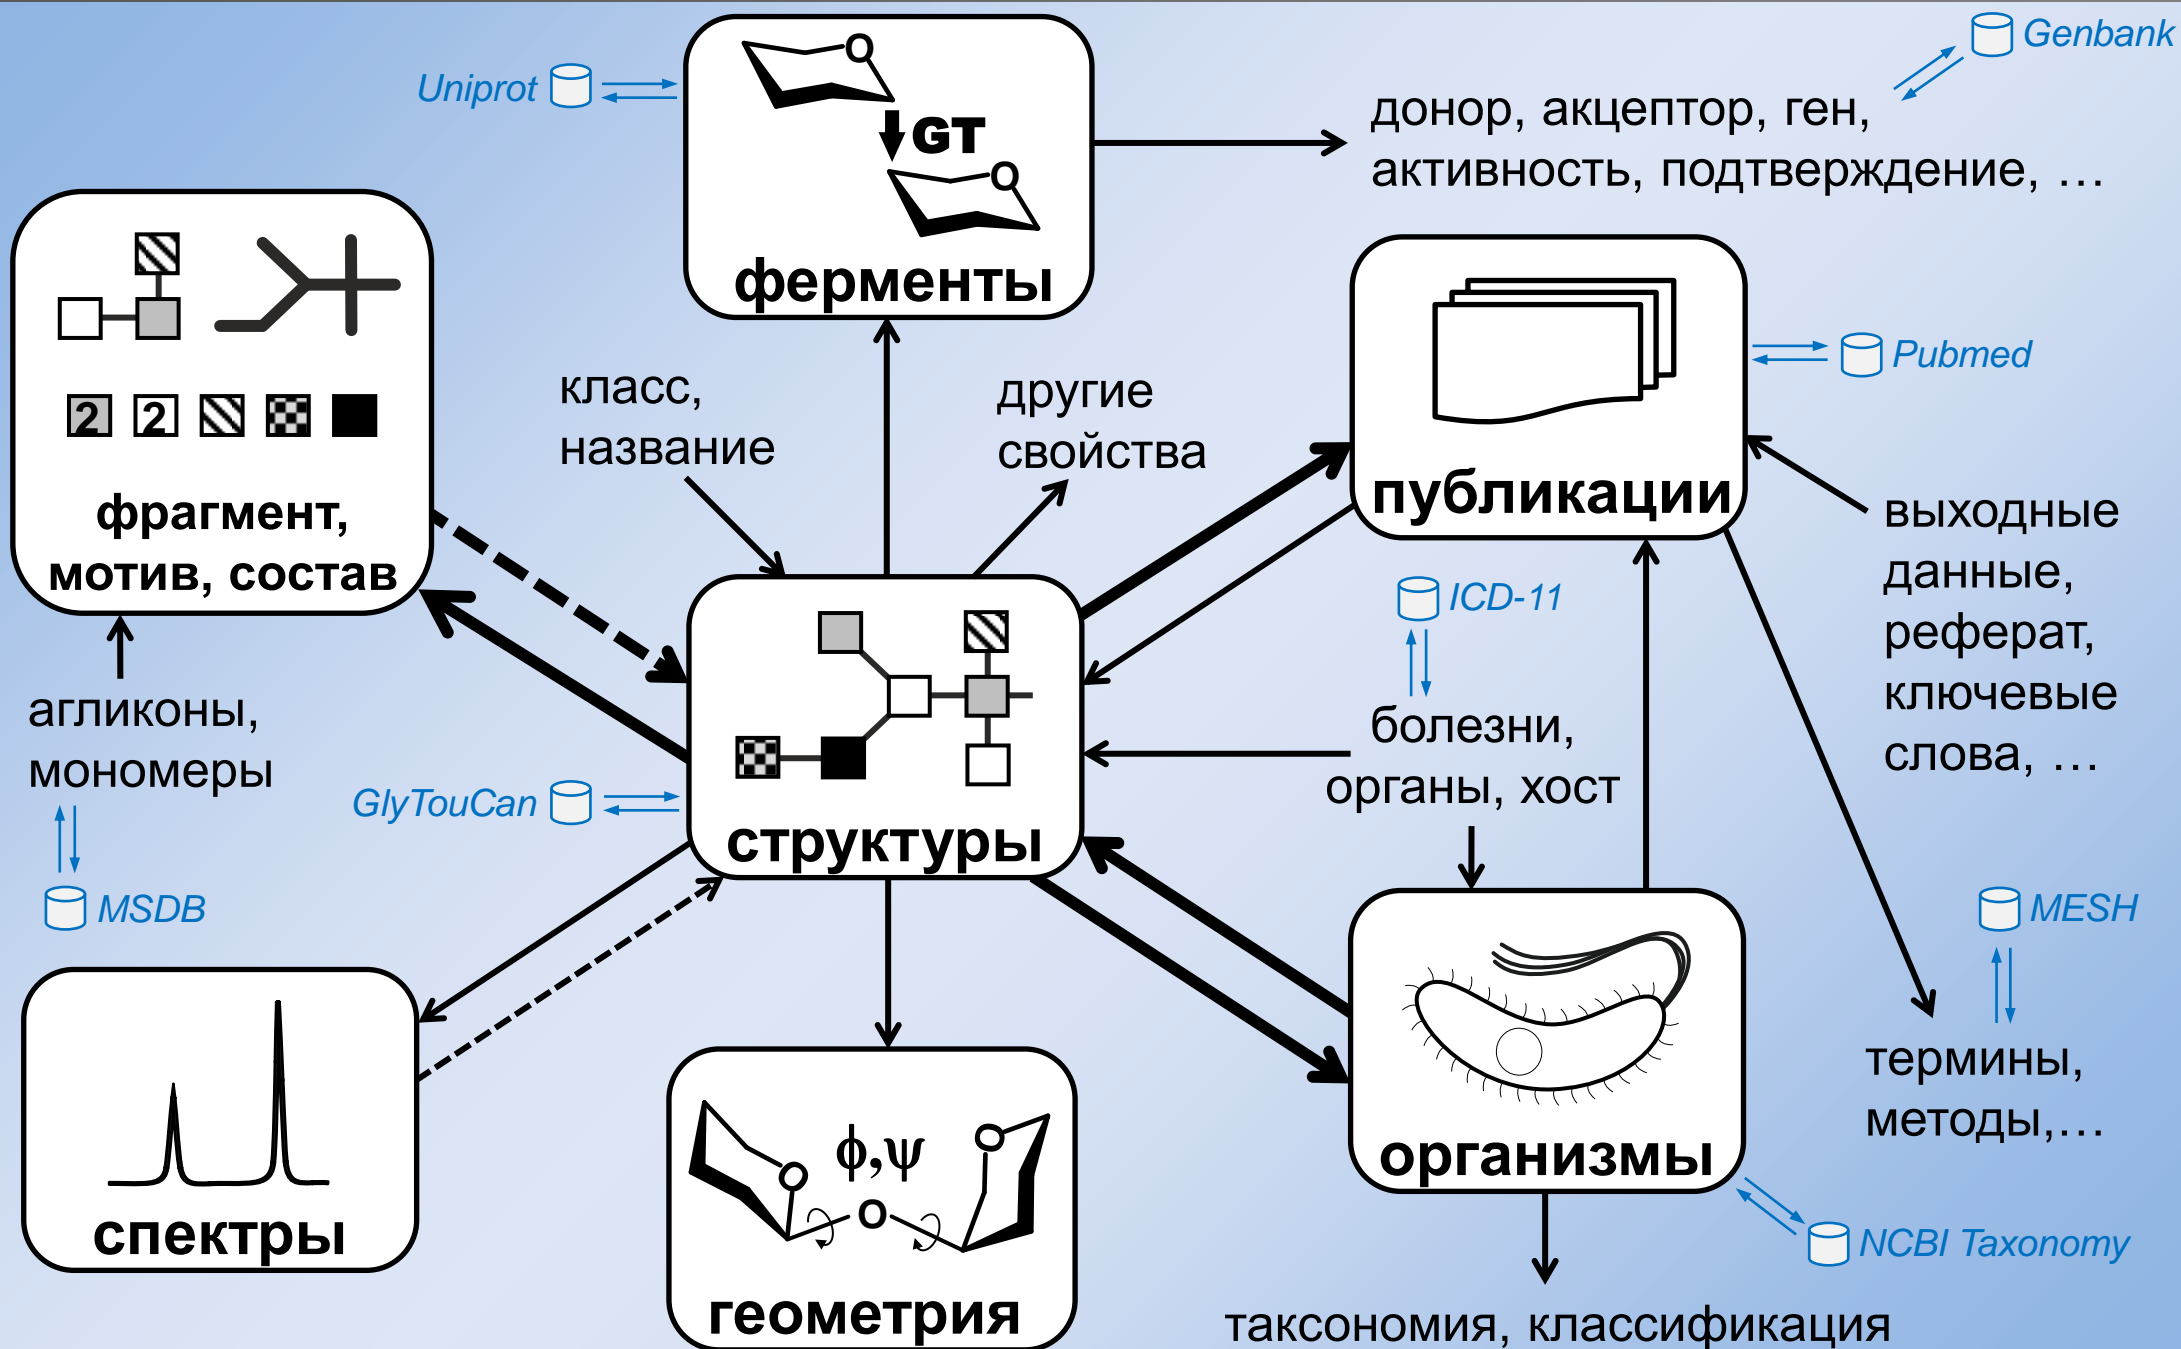 Genbank
Uniprot
O
GT
O
ферменты
донор, акцептор, ген,
активность, подтверждение, …
2 2
фрагмент,
мотив, состав
класс,
название
другие
свойства
публикации
Pubmed
выходные
данные,
реферат,
ключевые
слова, …
ICD-11
болезни,
органы, хост
агликоны,
мономеры
GlyTouCan
структуры
MSDB
MESH
термины,
методы,…
спектры
O
ϕ,ψ
O
O
геометрия
организмы
NCBI Taxonomy
таксономия, классификация